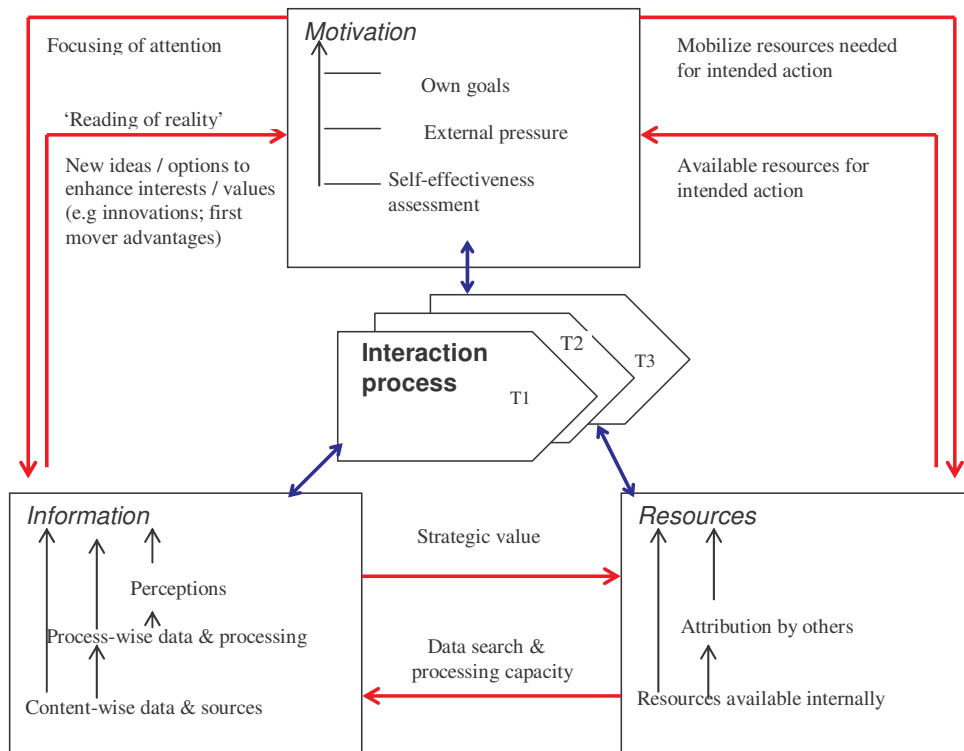 Motivation
Focusing of attention
Mobilize resources needed
for intended action
Own goals
‘Reading of reality’
External pressure
New ideas / options to
enhance interests / values
(e.g innovations; first
mover advantages)
Available resources for
intended action
Self-effectiveness
assessment
Interaction
process
T1
T2
T3
Information
Perceptions
Process-wise data & processing
Content-wise data & sources
Strategic value
Data search &
processing capacity
Resources
Attribution by others
Resources available internally